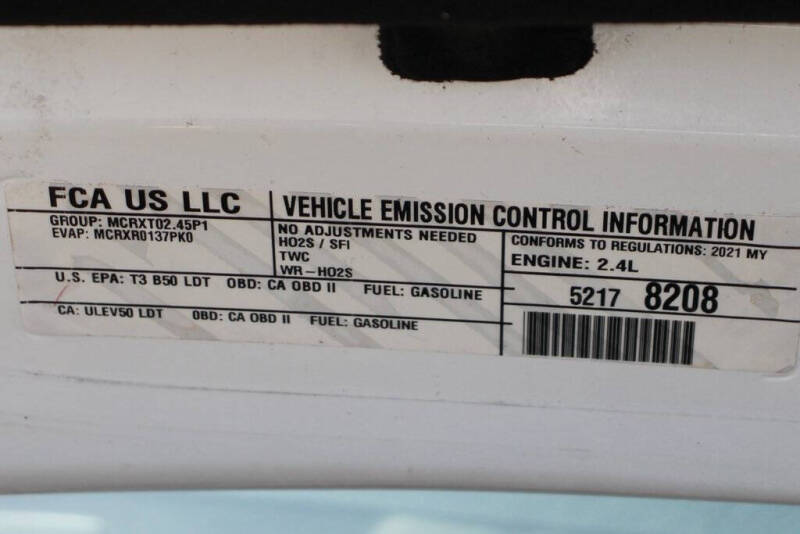 FCA US LLC
GROUP: MCRXT02.45P1
EVAP: MCRXR0137PK0
VEHICLE EMISSION CONTROL INFORMATION
NO ADJUSTMENTS NEEDED
HO2S / SFI
TWC
WR-HO2S
CONFORMS TO REGULATIONS: 2021 MY
ENGINE: 2.4L
U.S. EPA: T3 B50 LDT OBD: CA OBD II FUEL: GASOLINE
CA: ULEV50 LDT OBD: CA OBD II FUEL: GASOLINE
5217 8208